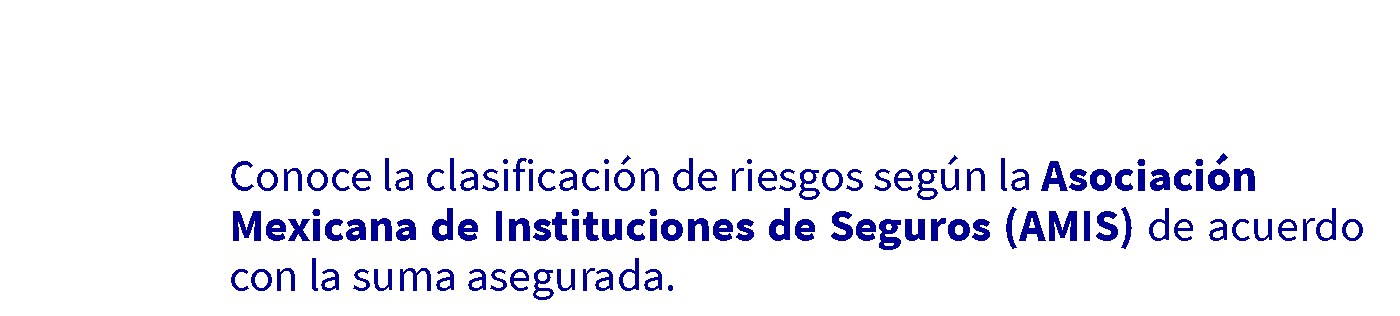 Conoce la clasificación de riesgos según la Asociación
Mexicana de Instituciones de Seguros (AMIS) de acuerdo
con la suma asegurada.